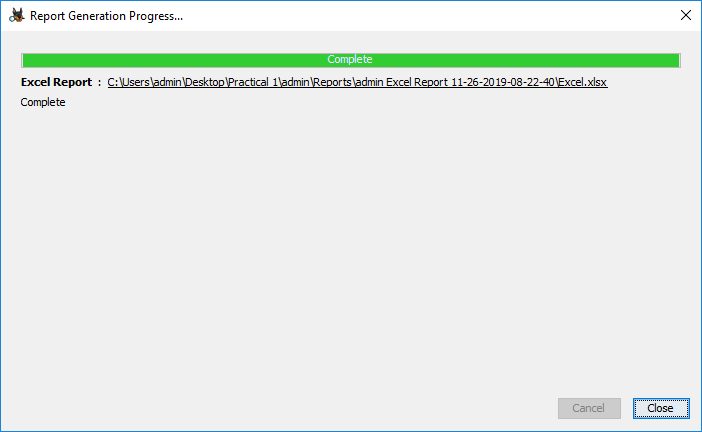 Report Generation Progress...
Complete
Excel Report : C:\Users\admin\Desktop\Practical 1\admin\Reports\admin Excel Report 11-26-2019-08-22-40\Excel.xlsx
Complete
Cancel Close